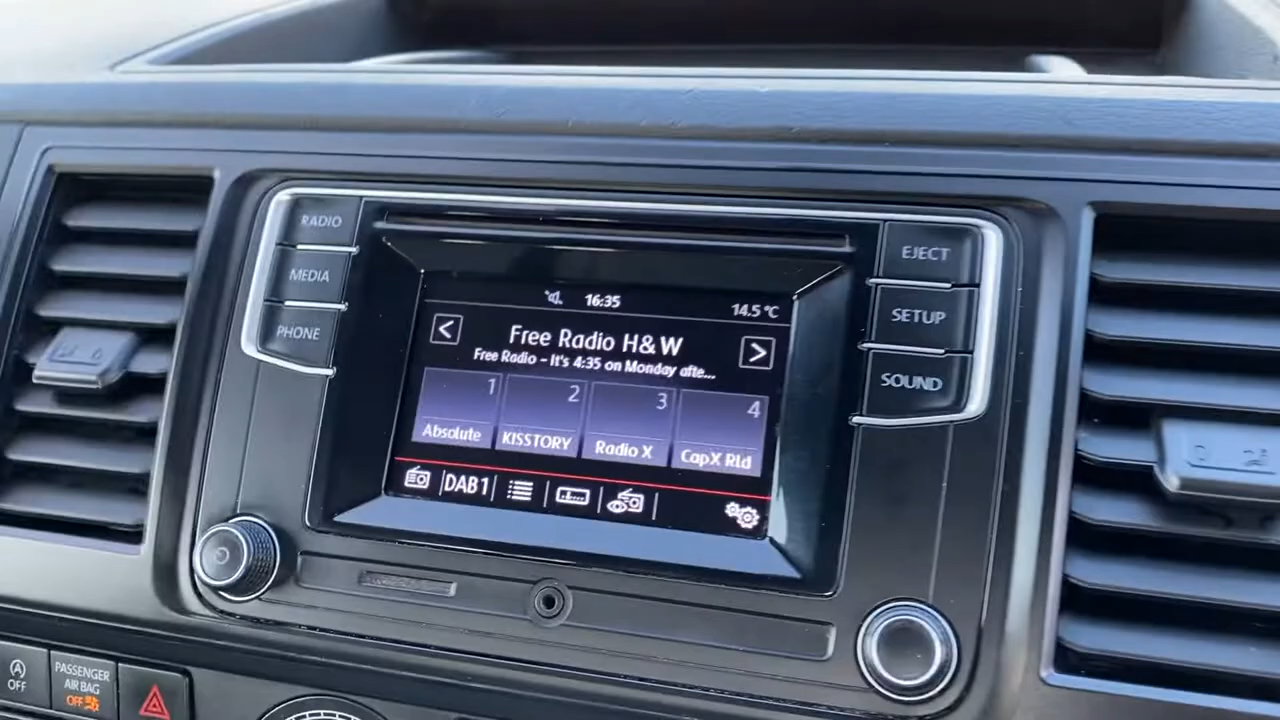 RADIO
MEDIA
PHONE
EJECT
SETUP
SOUND
16:35
14.5 °C
< >
Free Radio H&W
Free Radio - It's 4:35 on Monday afte...
1 2 3 4
Absolute KISSTORY Radio X CapX Rld
DAB1
OFF
PASSENGER
AIR BAG
OFF